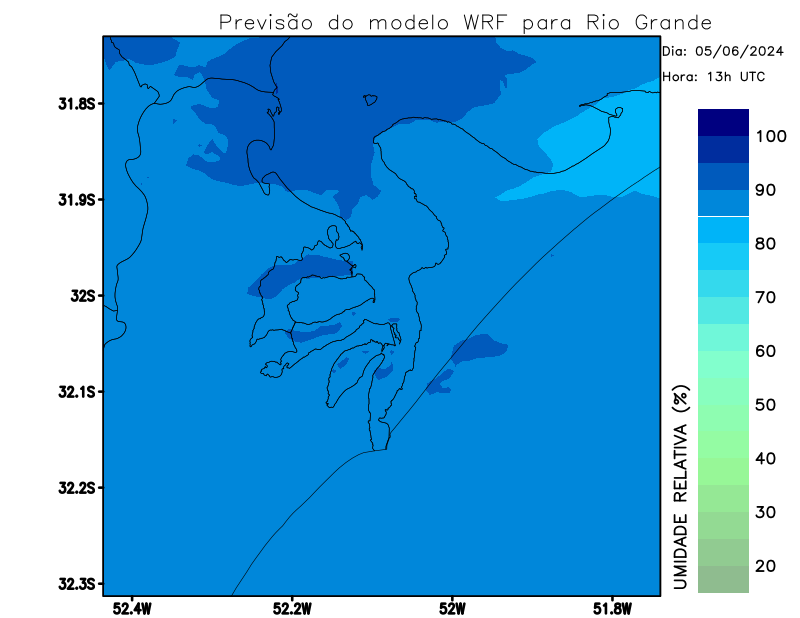 Previsão do modelo WRF para Rio Grande
Dia: 05/06/2024
Hora: 13h UTC
31.8S
31.9S
32S
32.1S
32.2S
32.3S
52.4W
52.2W
52W
51.8W
100
90
80
70
60
50
40
30
20
UMIDADE RELATIVA (%)